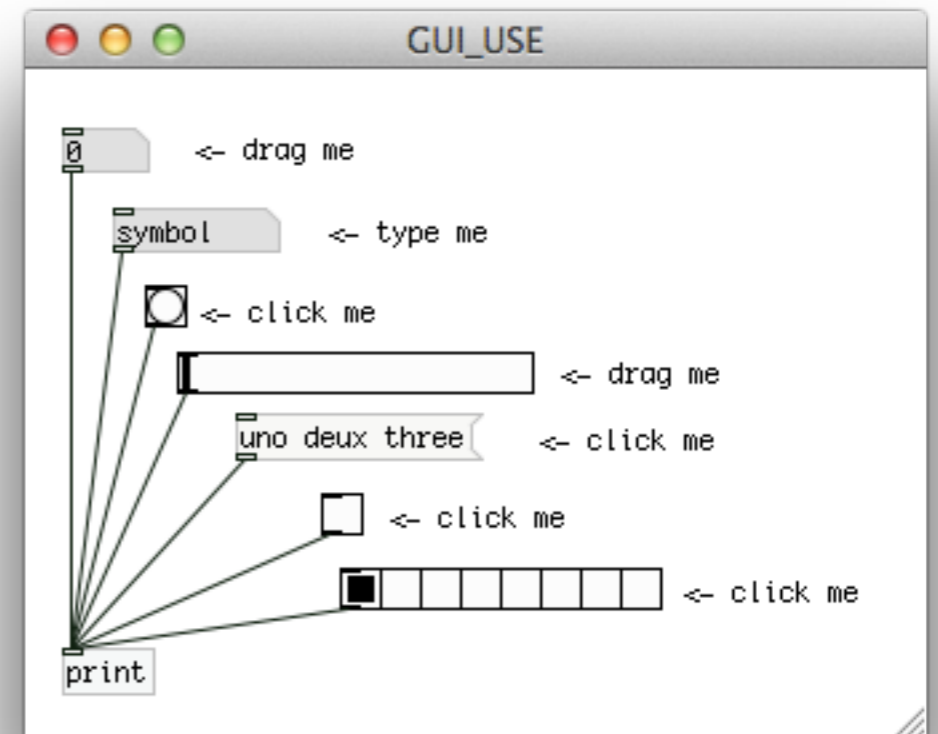 GUI_USE
0 <- drag me
symbol <- type me
<- click me
<- drag me
uno deux three <- click me
<- click me
<- click me
print